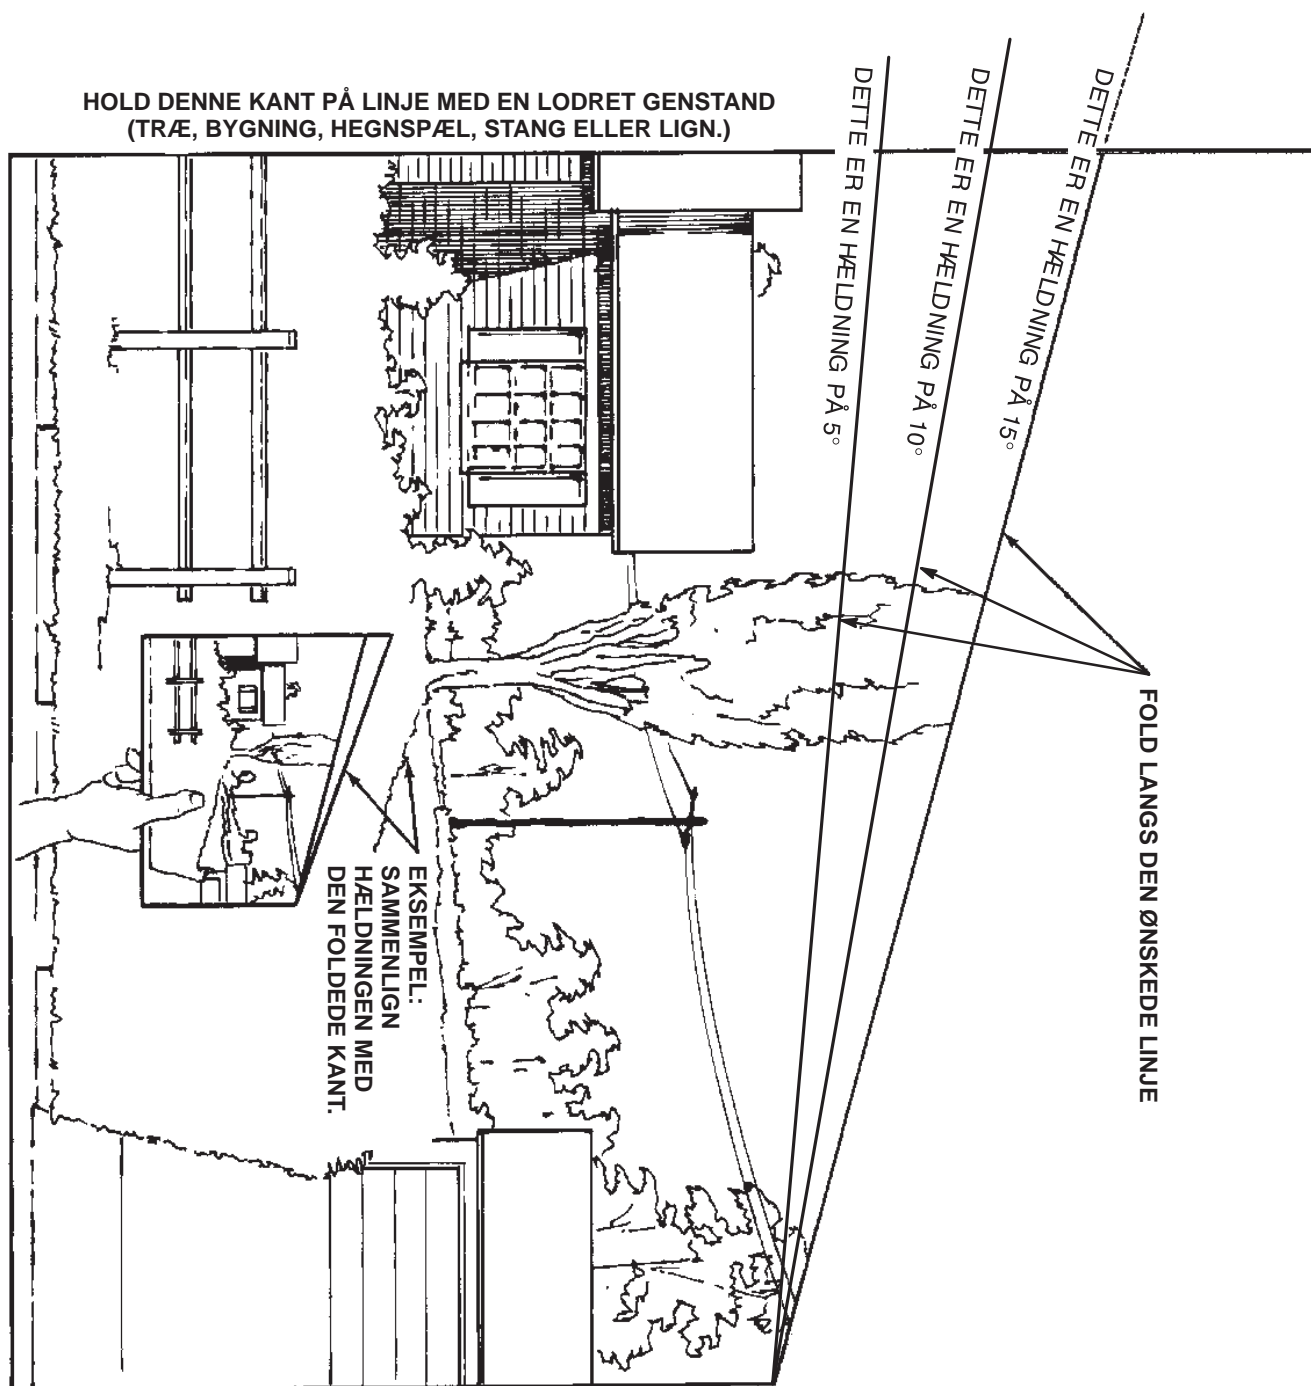 HOLD DENNE KANT PÅ LINJE MED EN LODRET GENSTAND
(TRÆ, BYGNING, HEGNSPÆL, STANG ELLER LIGN.)
DETTE ER EN HÆLDNING PÅ 5°
DETTE ER EN HÆLDNING PÅ 10°
DETTE ER EN HÆLDNING PÅ 15°
FOLD LANGS DEN ØNSKEDE LINJE
EKSEMPEL:
SAMMENLIGN
HÆLDNINGEN MED
DEN FOLDEDE KANT.